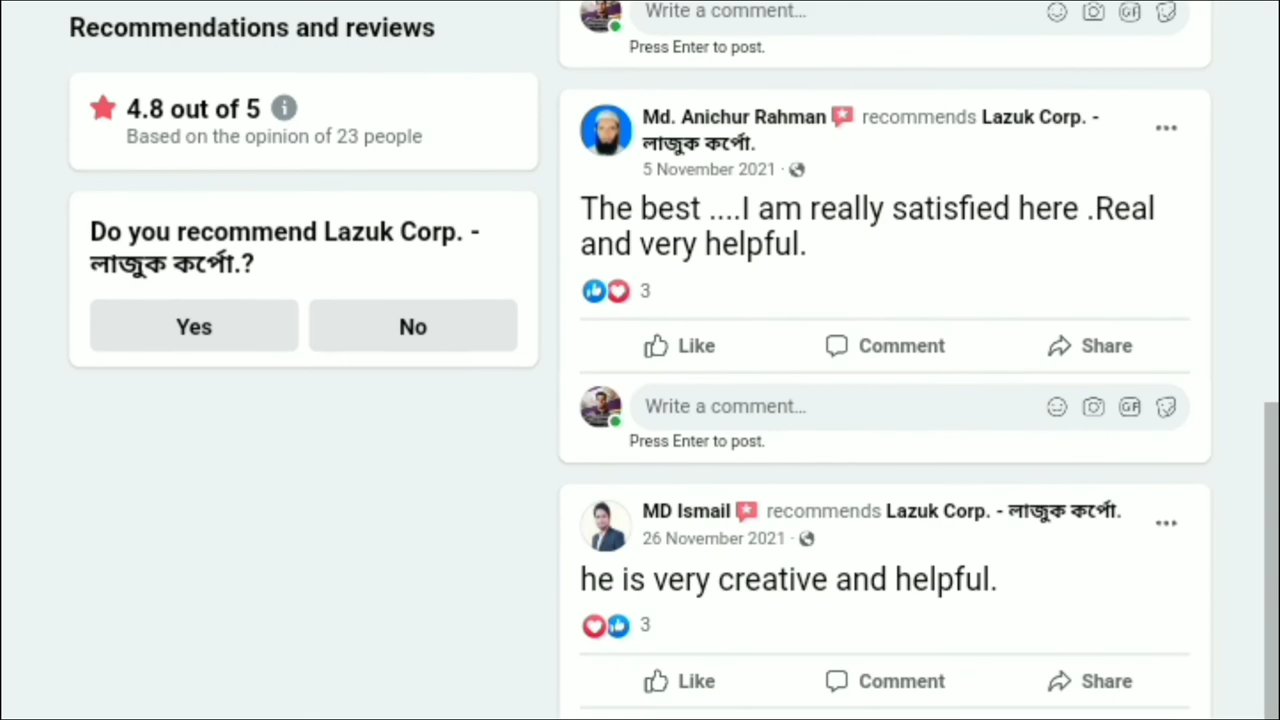 Recommendations and reviews
4.8 out of 5
Based on the opinion of 23 people
Do you recommend Lazuk Corp. -
লাজুক কর্পো.?
Yes
No
Write a comment...
GIF
Press Enter to post.
Md. Anichur Rahman recommends Lazuk Corp. -
লাজুক কর্পো.
5 November 2021 ·
The best ....I am really satisfied here .Real
and very helpful.
3
Like
Comment
Share
Write a comment...
GIF
Press Enter to post.
MD Ismail recommends Lazuk Corp. - লাজুক কর্পো.
26 November 2021 ·
he is very creative and helpful.
3
Like
Comment
Share